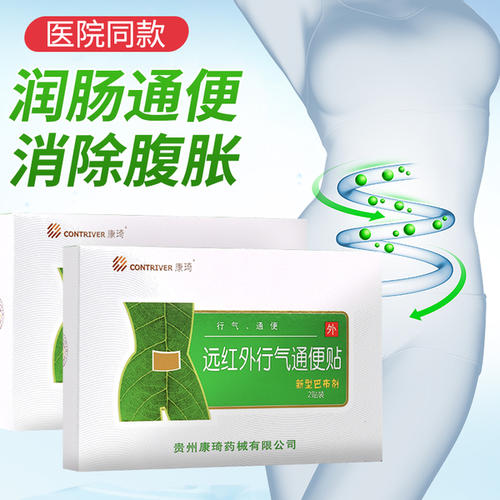 医院同款
润肠通便
消除腹胀
CONTRIVER 康琦
CONTRIVER 康琦
行气、通便
外
远红外行气通便贴
新型巴布剂
2贴装
贵州康琦药械有限公司